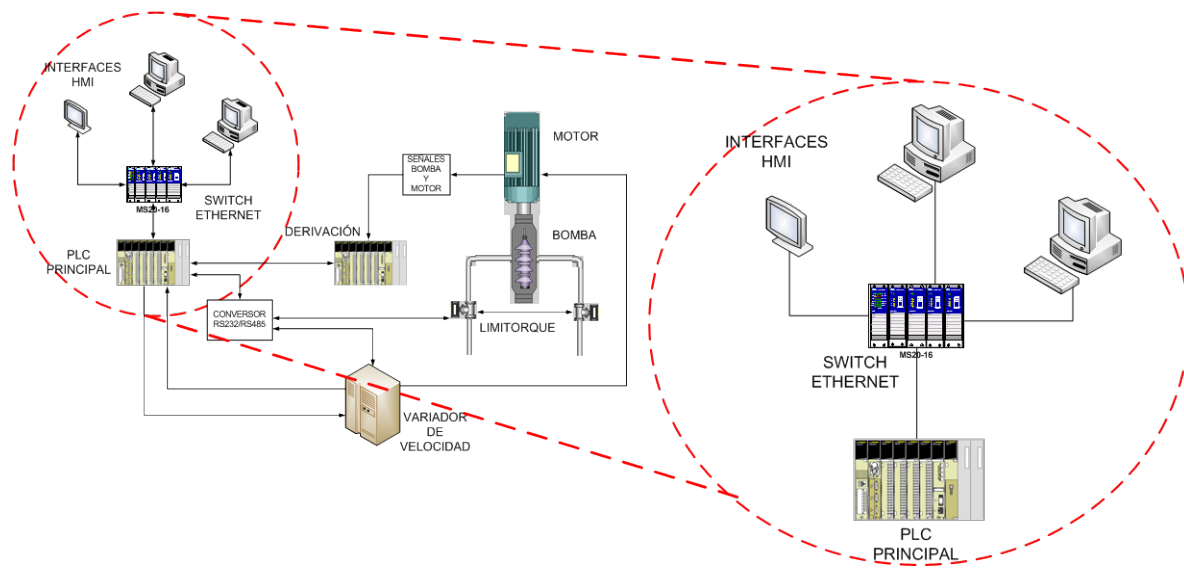 INTERFACES
HMI
MS20-16
SWITCH
ETHERNET
PLC
PRINCIPAL
DERIVACIÓN
SEÑALES
BOMBA
Y
MOTOR
MOTOR
BOMBA
CONVERSOR
RS232/RS485
LIMITORQUE
VARIADOR
DE
VELOCIDAD
INTERFACES
HMI
MS20-16
SWITCH
ETHERNET
PLC
PRINCIPAL